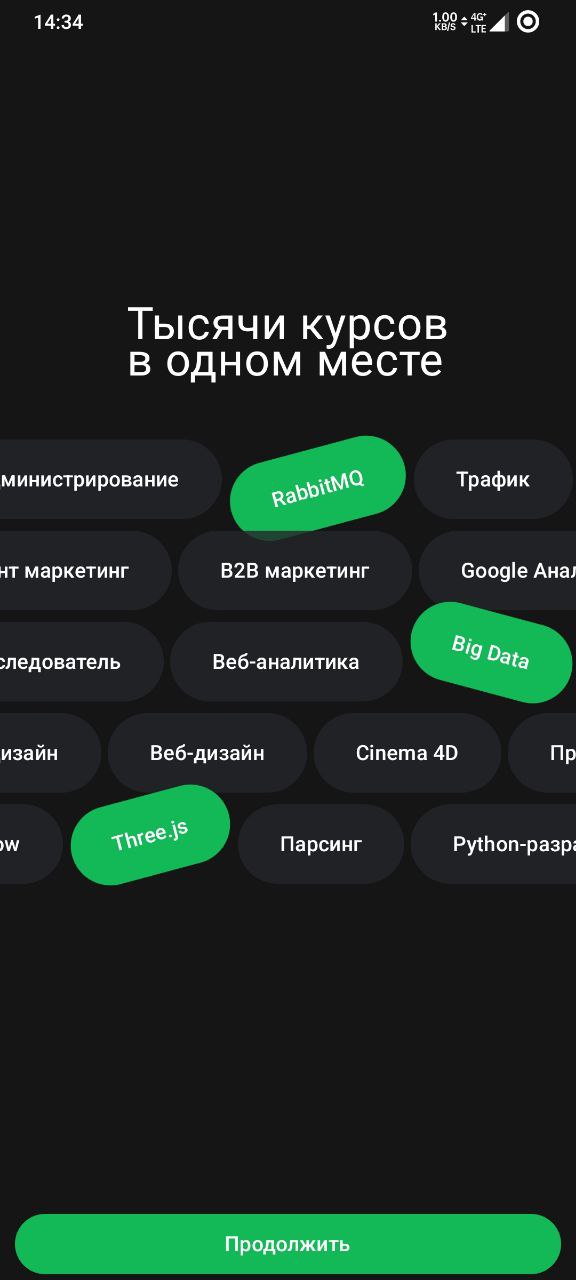 14:34
1.00
KB/S
4G+
LTE
Тысячи курсов
в одном месте
министрирование
RabbitMQ
Трафик
нт маркетинг
B2B маркетинг
Google Анал
следователь
Веб-аналитика
Big Data
изайн
Веб-дизайн
Cinema 4D
Пр
ow
Three.js
Парсинг
Python-разра
Продолжить